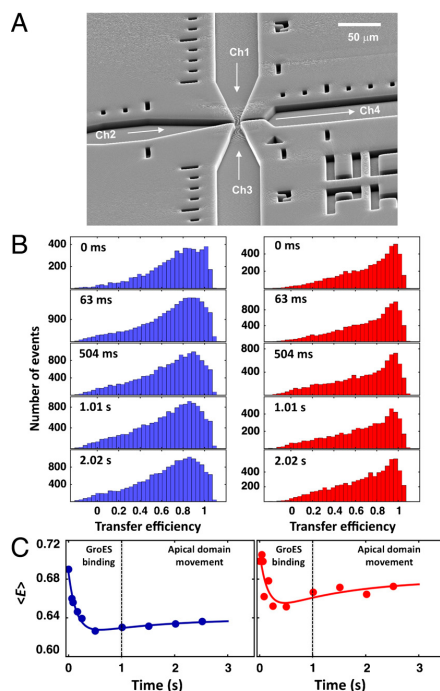 A
50 μm
Ch1
Ch2
Ch4
Ch3
B
0 ms
63 ms
504 ms
1.01 s
2.02 s
400
200
900
800
400
800
400
800
400
0 0.2 0.4 0.6 0.8 1
Transfer efficiency
Number of events
0 ms
63 ms
504 ms
1.01 s
2.02 s
400
200
800
400
800
400
400
200
400
200
0 0.2 0.4 0.6 0.8 1
Transfer efficiency
C
<E>
0.72
0.68
0.64
0.60
GroES
binding
Apical domain
movement
0 1 2 3
Time (s)
GroES
binding
Apical domain
movement
0 1 2 3
Time (s)